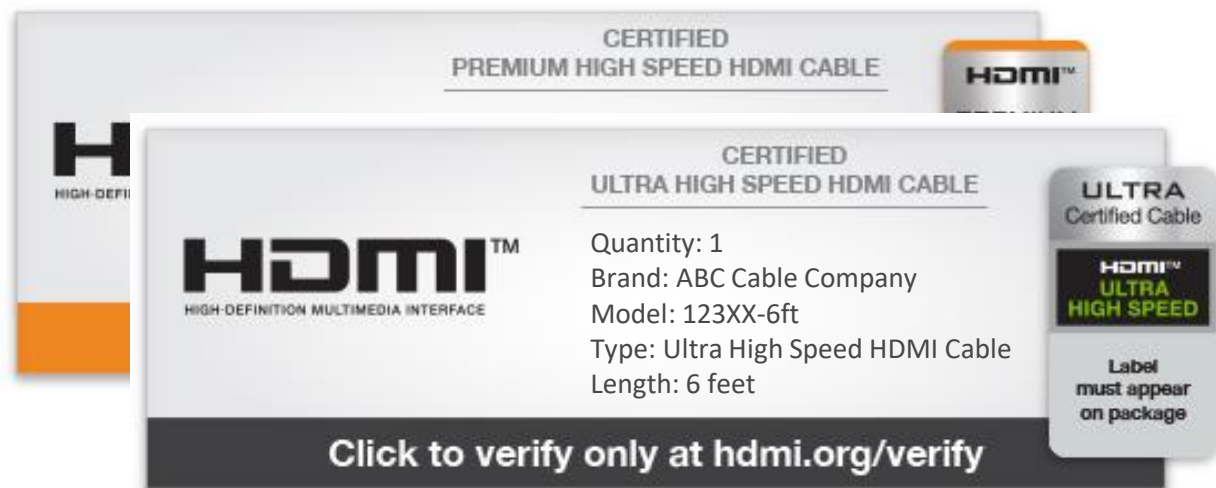 CERTIFIED
PREMIUM HIGH SPEED HDMI CABLE
HDMI™
HIGH-DEFI
CERTIFIED
ULTRA HIGH SPEED HDMI CABLE
HDMI™
HIGH-DEFINITION MULTIMEDIA INTERFACE
Quantity: 1
Brand: ABC Cable Company
Model: 123XX-6ft
Type: Ultra High Speed HDMI Cable
Length: 6 feet
ULTRA
Certified Cable
HDMI™
ULTRA
HIGH SPEED
Label
must appear
on package
Click to verify only at hdmi.org/verify